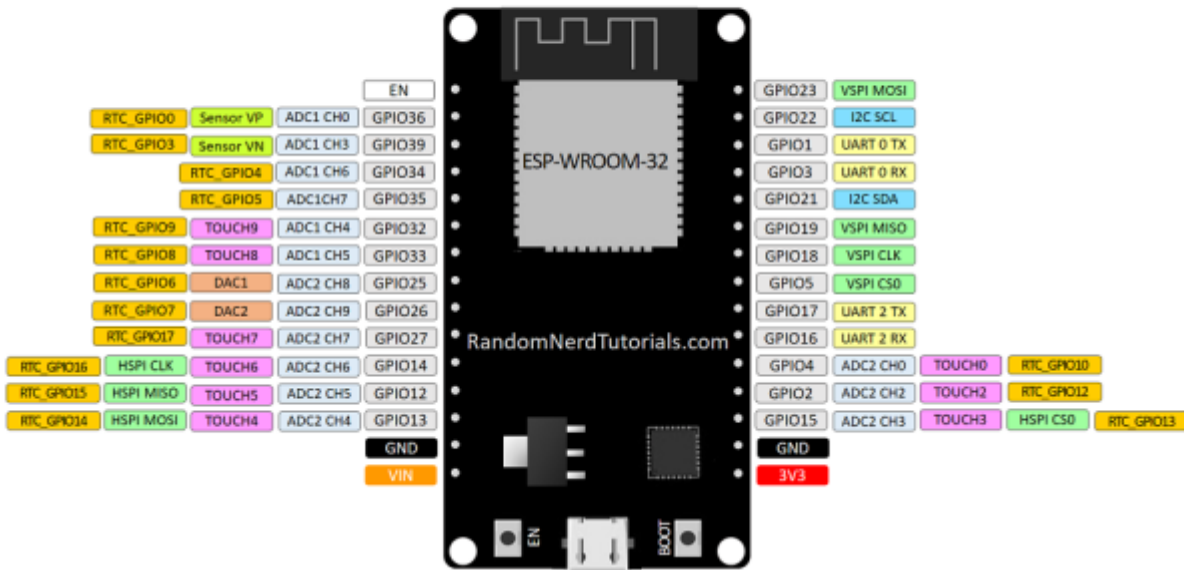 EN GPIO23 VSPI MOSI
RTC_GPIO0 Sensor VP ADC1 CH0 GPIO36 GPIO22 I2C SCL
RTC_GPIO3 Sensor VN ADC1 CH3 GPIO39 GPIO1 UART 0 TX
RTC_GPIO4 ADC1 CH6 GPIO34 ESP-WROOM-32 GPIO3 UART 0 RX
RTC_GPIO5 ADC1CH7 GPIO35 GPIO21 I2C SDA
RTC_GPIO9 TOUCH9 ADC1 CH4 GPIO32 GPIO19 VSPI MISO
RTC_GPIO8 TOUCH8 ADC1 CH5 GPIO33 GPIO18 VSPI CLK
RTC_GPIO6 DAC1 ADC2 CH8 GPIO25 GPIO5 VSPI CS0
RTC_GPIO7 DAC2 ADC2 CH9 GPIO26 GPIO17 UART 2 TX
RTC_GPIO17 TOUCH7 ADC2 CH7 GPIO27 RandomNerdTutorials.com GPIO16 UART 2 RX
RTC_GPIO16 HSPI CLK TOUCH6 ADC2 CH6 GPIO14 GPIO4 ADC2 CH0 TOUCH0 RTC_GPIO10
RTC_GPIO15 HSPI MISO TOUCH5 ADC2 CH5 GPIO12 GPIO2 ADC2 CH2 TOUCH2 RTC_GPIO12
RTC_GPIO14 HSPI MOSI TOUCH4 ADC2 CH4 GPIO13 GPIO15 ADC2 CH3 TOUCH3 HSPI CS0 RTC_GPIO13
GND GND
VIN 3V3
EN BOOT